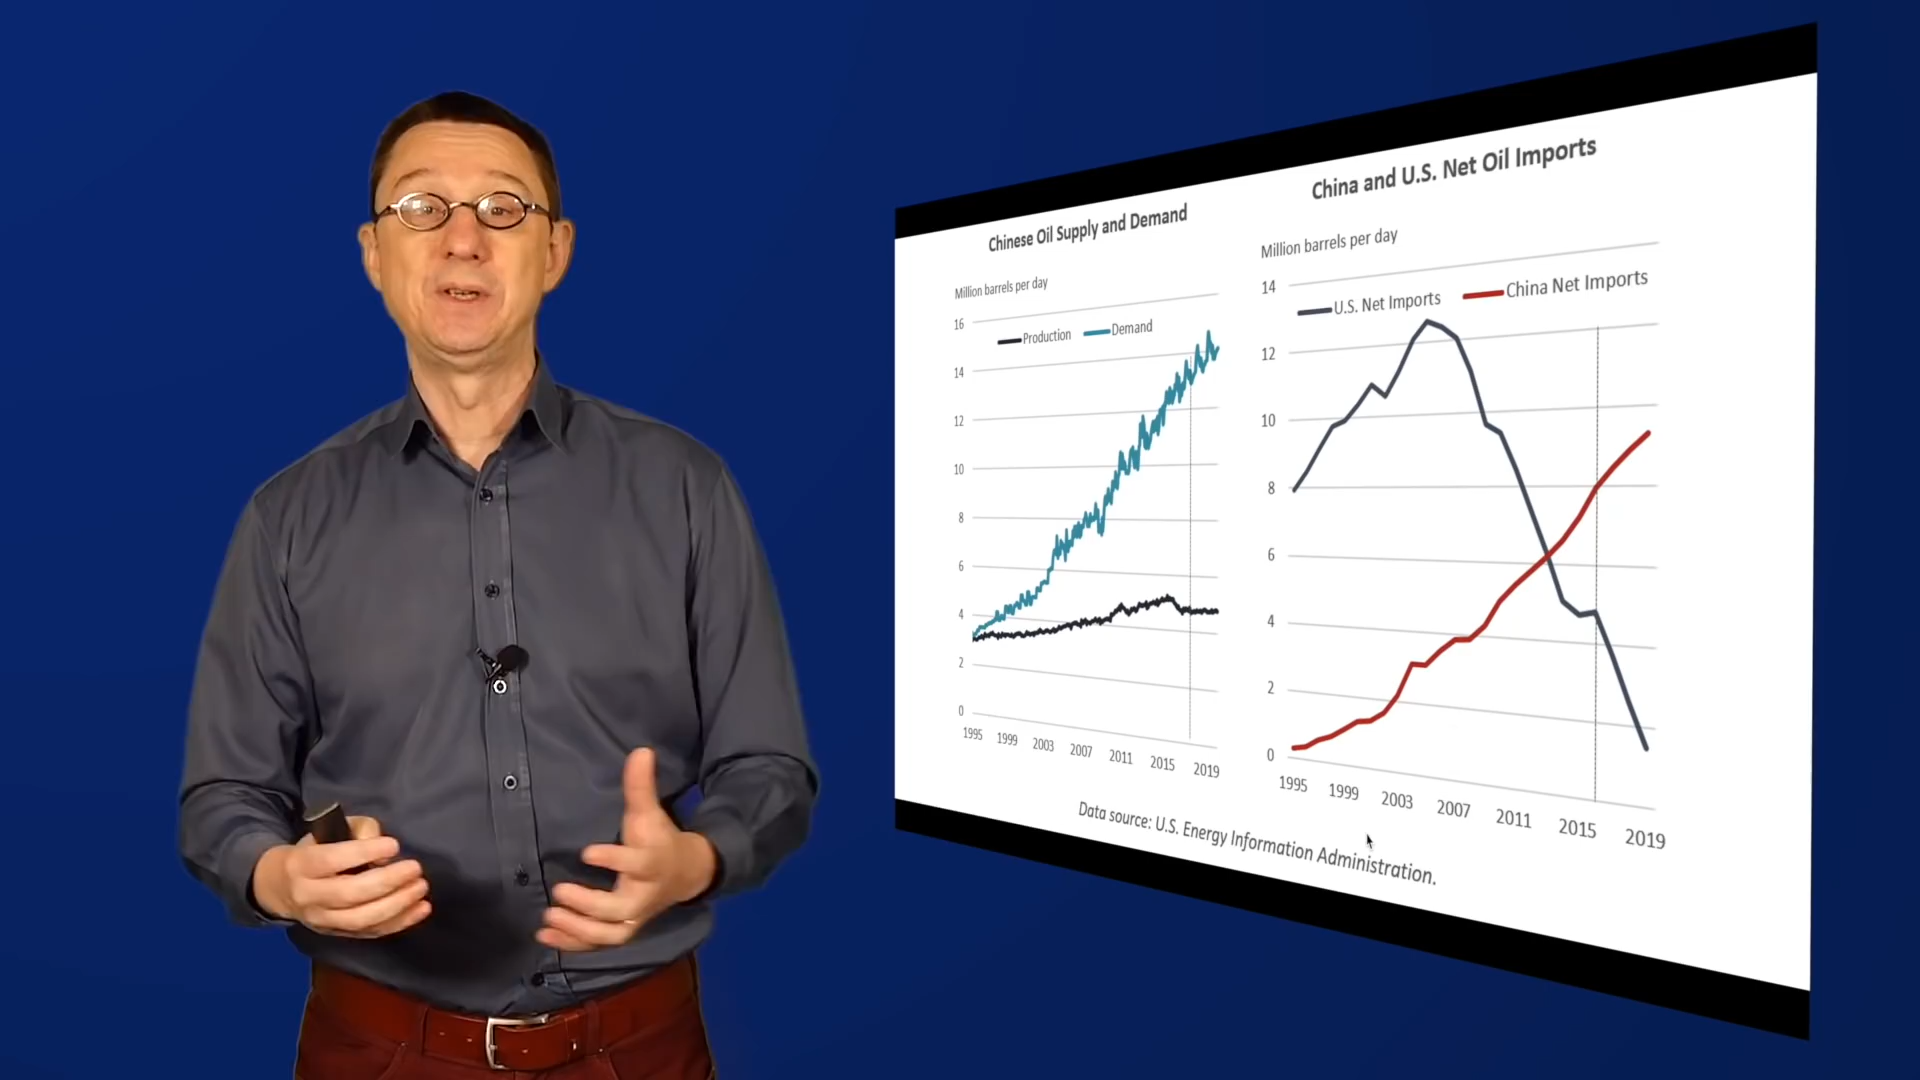 Chinese Oil Supply and Demand
Million barrels per day
16
Production Demand
14
12
10
8
6
4
2
0
1995 1999 2003 2007 2011 2015 2019
China and U.S. Net Oil Imports
Million barrels per day
14
U.S. Net Imports China Net Imports
12
10
8
6
4
2
0
1995 1999 2003 2007 2011 2015 2019
Data source: U.S. Energy Information Administration.